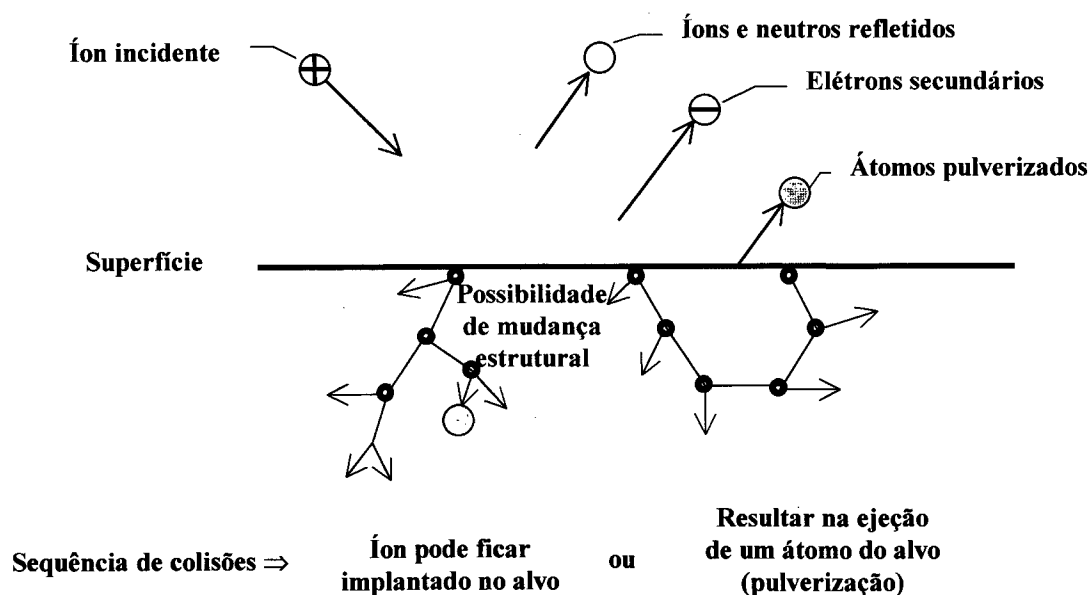 Íon incidente
Íons e neutros refletidos
Elétrons secundários
Átomos pulverizados
Superfície
Possibilidade
de mudança
estrutural
Sequência de colisões ⇒
Íon pode ficar
implantado no alvo
ou
Resultar na ejeção
de um átomo do alvo
(pulverização)